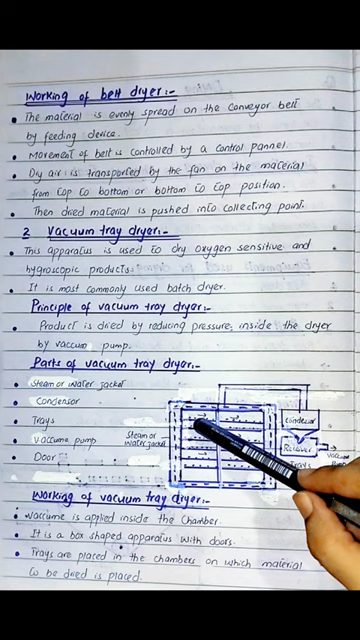 Working of belt dryer:-
The material is evenly spread on the conveyor belt
by feeding device.
Movement of belt is controlled by a control pannel.
Dry air is transported by the fan on the material
from top to bottom or bottom to top position.
Then dried material is pushed into collecting point.
2 Vacuum tray dryer:-
This apparatus is used to dry oxygen sensitive and
hygroscopic products.
It is most commonly used batch dryer.
Principle of vacuum tray dryer:-
Product is dried by reducing pressure inside the dryer
by vaccum pump.
Parts of vacuum tray dryer:-
Steam or water jacket
Condensor
Trays
vaccume pump
Door
Steam or
water jacket
condensor
Reciever
vacuum
Trays
Working of vacuum tray dryer:-
vaccume is applied inside the chamber.
It is a box shaped apparatus with doors.
Trays are placed in the chambers on which material
to be dried is placed.